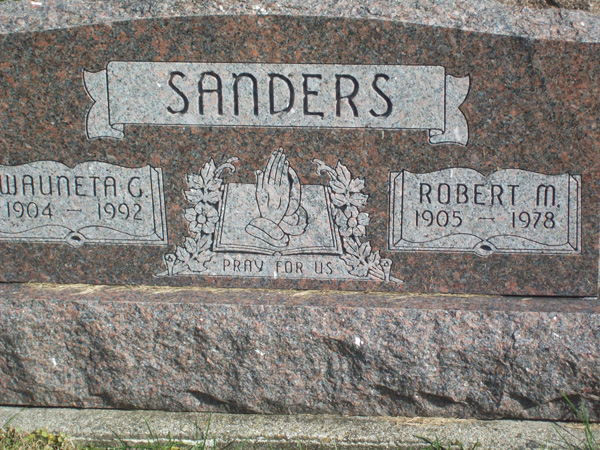 SANDERS
WAUNETA G.
1904 - 1992
PRAY FOR US
ROBERT M.
1905 - 1978